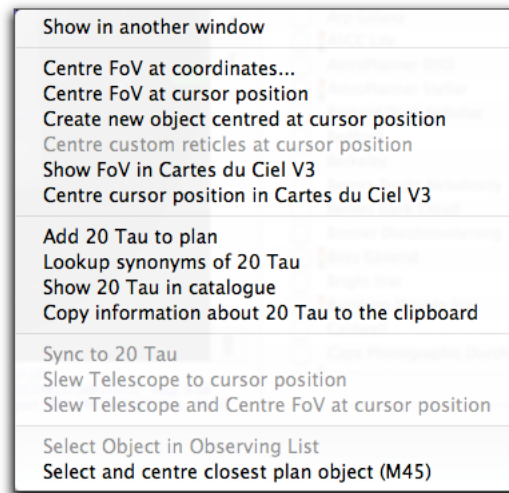 Show in another window
Centre FoV at coordinates...
Centre FoV at cursor position
Create new object centred at cursor position
Centre custom reticles at cursor position
Show FoV in Cartes du Ciel V3
Centre cursor position in Cartes du Ciel V3
Add 20 Tau to plan
Lookup synonyms of 20 Tau
Show 20 Tau in catalogue
Copy information about 20 Tau to the clipboard
Sync to 20 Tau
Slew Telescope to cursor position
Slew Telescope and Centre FoV at cursor position
Select Object in Observing List
Select and centre closest plan object (M45)